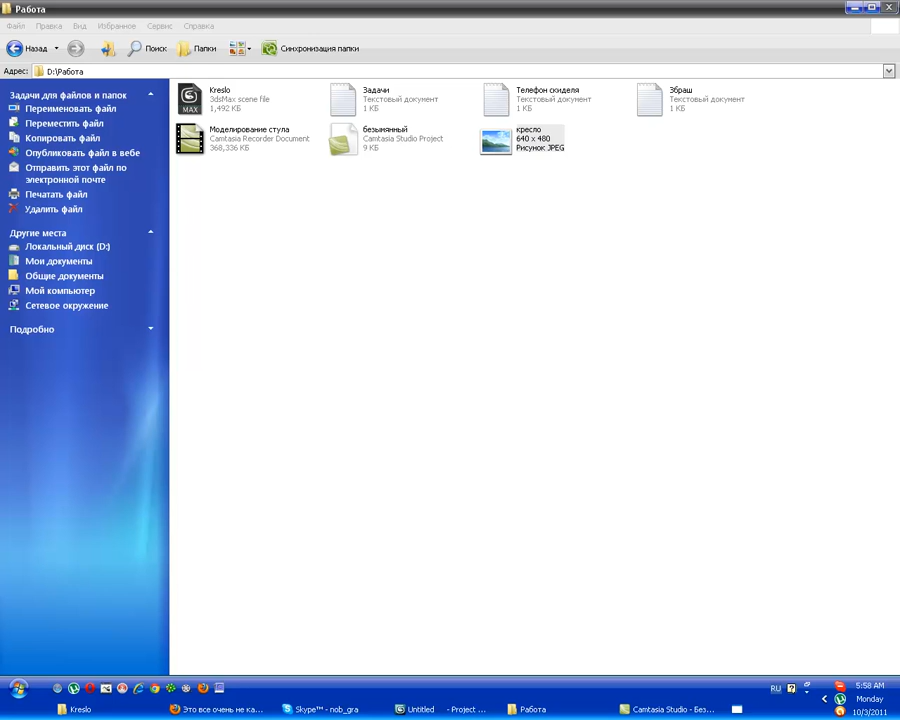 Работа
Файл Правка Вид Избранное Сервис Справка
Назад Поиск Папки Синхронизация папки
Адрес: D:\Работа
Задачи для файлов и папок
Переименовать файл
Переместить файл
Копировать файл
Опубликовать файл в вебе
Отправить этот файл по
электронной почте
Печатать файл
Удалить файл
Другие места
Локальный диск (D:)
Мои документы
Общие документы
Мой компьютер
Сетевое окружение
Подробно
Kreslo
3dsMax scene file
1,492 КБ
MAX
Задачи
Текстовый документ
1 КБ
Телефон скиделя
Текстовый документ
1 КБ
Збраш
Текстовый документ
1 КБ
Моделирование стула
Camtasia Recorder Document
368,336 КБ
безымянный
Camtasia Studio Project
9 КБ
кресло
640 x 480
Рисунок JPEG
RU
5:58 AM
Monday
10/3/2011
Kreslo
Это все очень не ка...
Skype™ - nob_gra
Untitled - Project ...
Работа
Camtasia Studio - Без...